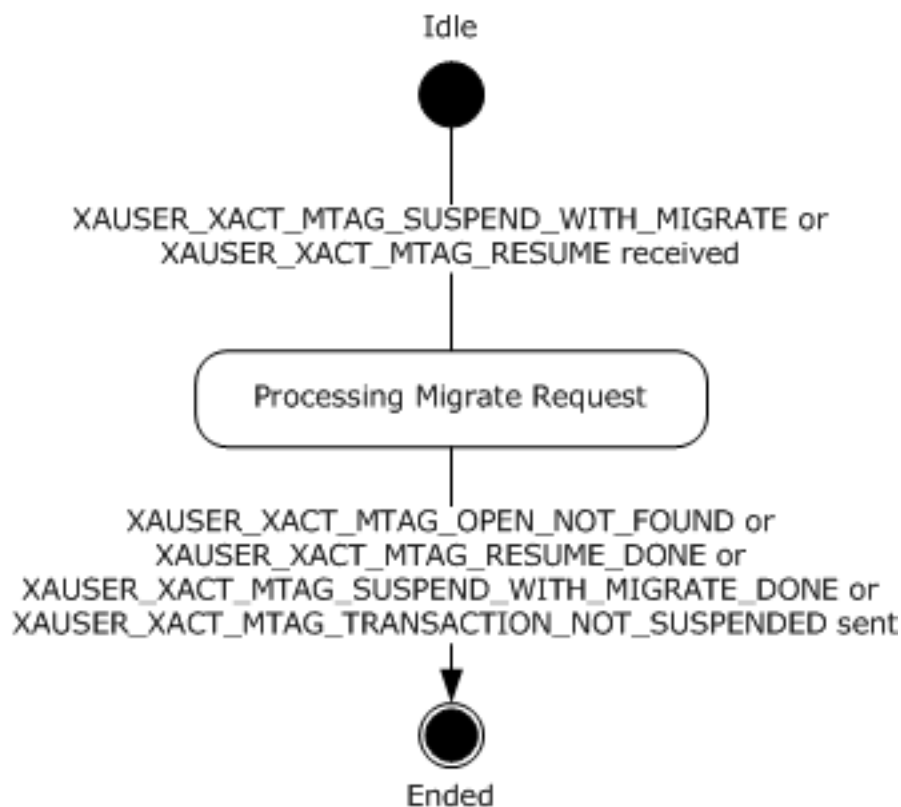 Idle
XAUSER_XACT_MTAG_SUSPEND_WITH_MIGRATE or
XAUSER_XACT_MTAG_RESUME received
Processing Migrate Request
XAUSER_XACT_MTAG_OPEN_NOT_FOUND or
XAUSER_XACT_MTAG_RESUME_DONE or
XAUSER_XACT_MTAG_SUSPEND_WITH_MIGRATE_DONE or
XAUSER_XACT_MTAG_TRANSACTION_NOT_SUSPENDED sent
Ended